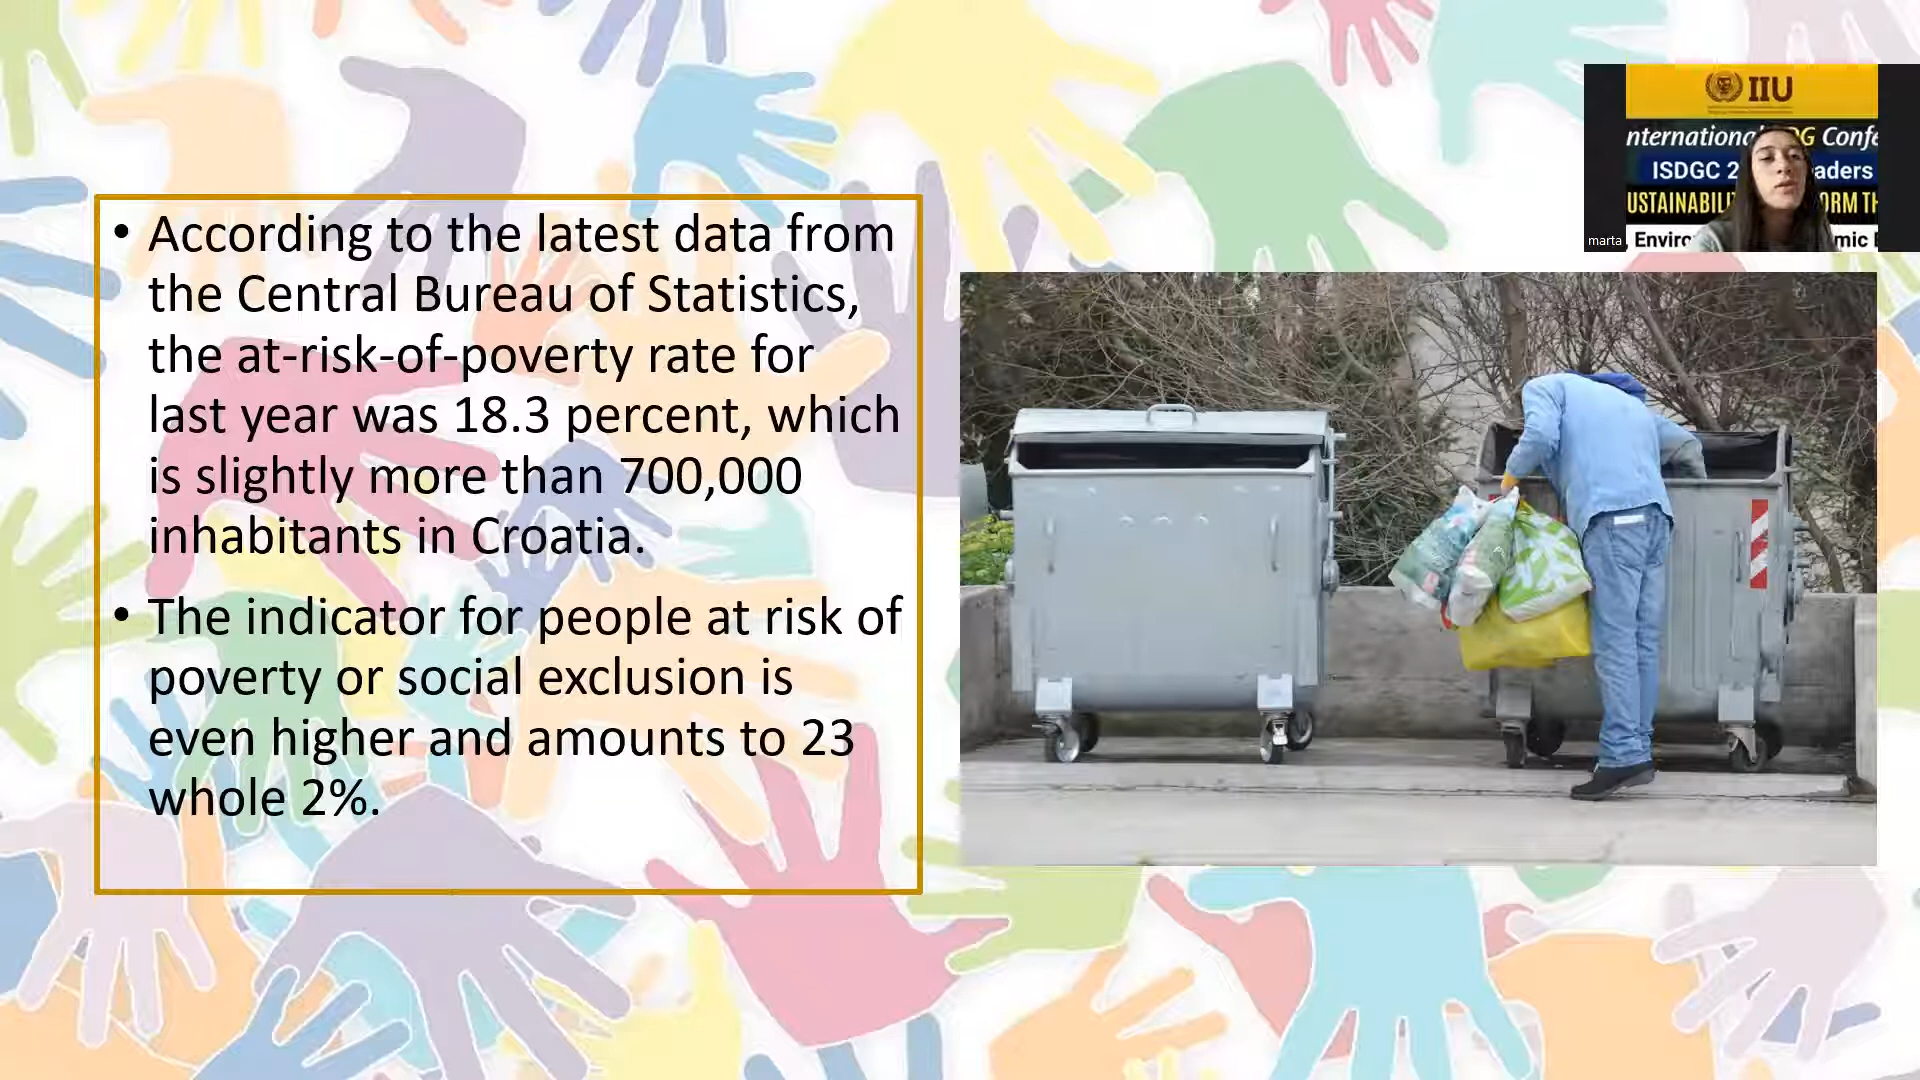 • According to the latest data from
the Central Bureau of Statistics,
the at-risk-of-poverty rate for
last year was 18.3 percent, which
is slightly more than 700,000
inhabitants in Croatia.
• The indicator for people at risk of
poverty or social exclusion is
even higher and amounts to 23
whole 2%.
IIU
ISDGC 2
marta